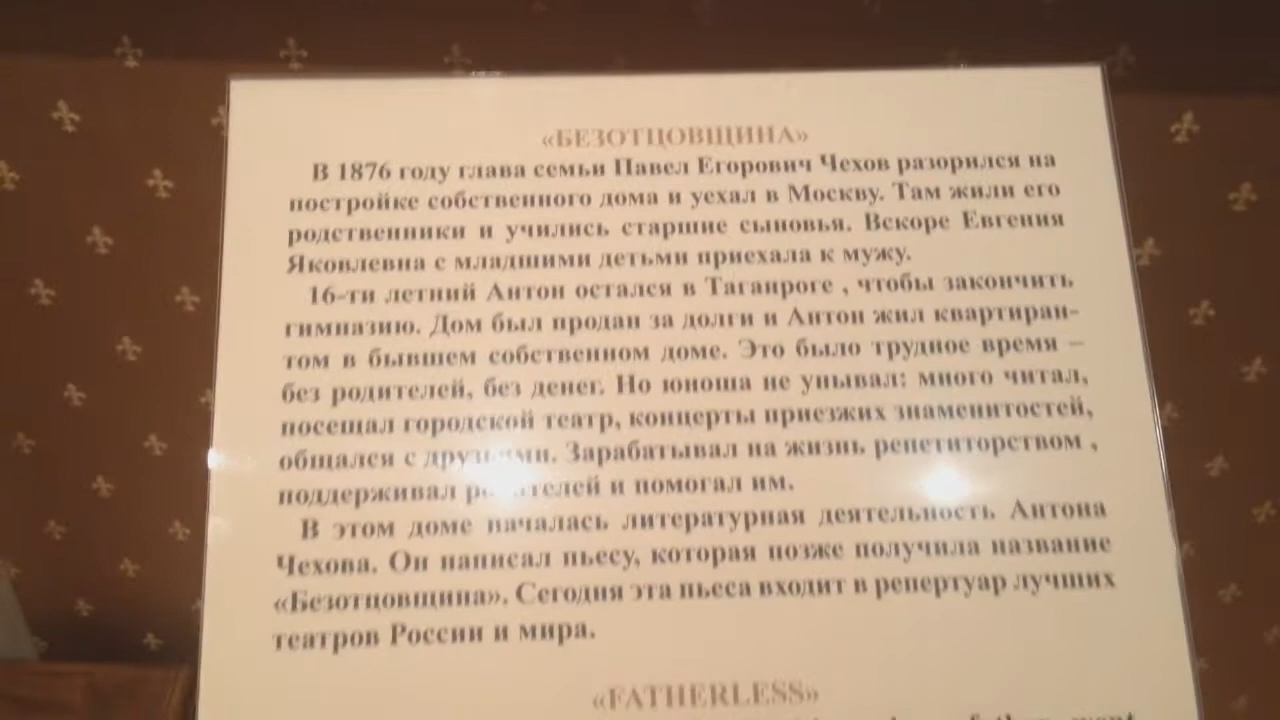 «БЕЗОТЦОВЩИНА»
В 1876 году глава семьи Павел Егорович Чехов разорился на
постройке собственного дома и уехал в Москву. Там жили его
родственники и учились старшие сыновья. Вскоре Евгения
Яковлевна с младшими детьми приехала к мужу.
16-ти летний Антон остался в Таганроге , чтобы закончить
гимназию. Дом был продан за долги и Антон жил квартиран-
том в бывшем собственном доме. Это было трудное время –
без родителей, без денег. Но юноша не унывал: много читал,
посещал городской театр, концерты приезжих знаменитостей,
общался с друзьями. Зарабатывал на жизнь репетиторством ,
поддерживал родителей и помогал им.
В этом доме началась литературная деятельность Антона
Чехова. Он написал пьесу, которая позже получила название
«Безотцовщина». Сегодня эта пьеса входит в репертуар лучших
театров России и мира.
«FATHERLESS»